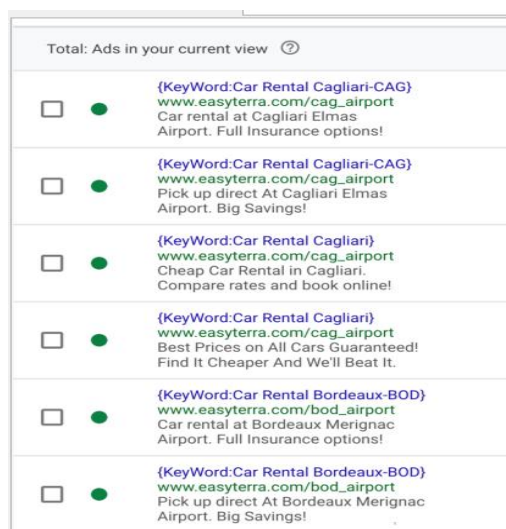 Total: Ads in your current view ?
{KeyWord:Car Rental Cagliari-CAG}
www.easyterra.com/cag_airport
Car rental at Cagliari Elmas
Airport. Full Insurance options!
{KeyWord:Car Rental Cagliari-CAG}
www.easyterra.com/cag_airport
Pick up direct At Cagliari Elmas
Airport. Big Savings!
{KeyWord:Car Rental Cagliari}
www.easyterra.com/cag_airport
Cheap Car Rental in Cagliari.
Compare rates and book online!
{KeyWord:Car Rental Cagliari}
www.easyterra.com/cag_airport
Best Prices on All Cars Guaranteed!
Find It Cheaper And We'll Beat It.
{KeyWord:Car Rental Bordeaux-BOD}
www.easyterra.com/bod_airport
Car rental at Bordeaux Merignac
Airport. Full Insurance options!
{KeyWord:Car Rental Bordeaux-BOD}
www.easyterra.com/bod_airport
Pick up direct At Bordeaux Merignac
Airport. Big Savings!